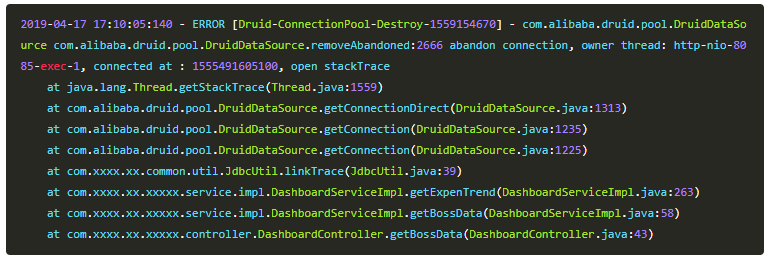 2019-04-17 17:10:05:140 - ERROR [Druid-ConnectionPool-Destroy-1559154670] - com.alibaba.druid.pool.DruidDataSo
urce com.alibaba.druid.pool.DruidDataSource.removeAbandoned:2666 abandon connection, owner thread: http-nio-80
85-exec-1, connected at : 1555491605100, open stackTrace
    at java.lang.Thread.getStackTrace(Thread.java:1559)
    at com.alibaba.druid.pool.DruidDataSource.getConnectionDirect(DruidDataSource.java:1313)
    at com.alibaba.druid.pool.DruidDataSource.getConnection(DruidDataSource.java:1235)
    at com.alibaba.druid.pool.DruidDataSource.getConnection(DruidDataSource.java:1225)
    at com.xxxx.xx.common.util.JdbcUtil.linkTrace(JdbcUtil.java:39)
    at com.xxxx.xx.xxxxx.service.impl.DashboardServiceImpl.getExpenTrend(DashboardServiceImpl.java:263)
    at com.xxxx.xx.xxxxx.service.impl.DashboardServiceImpl.getBossData(DashboardServiceImpl.java:58)
    at com.xxxx.xx.xxxxx.controller.DashboardController.getBossData(DashboardController.java:43)